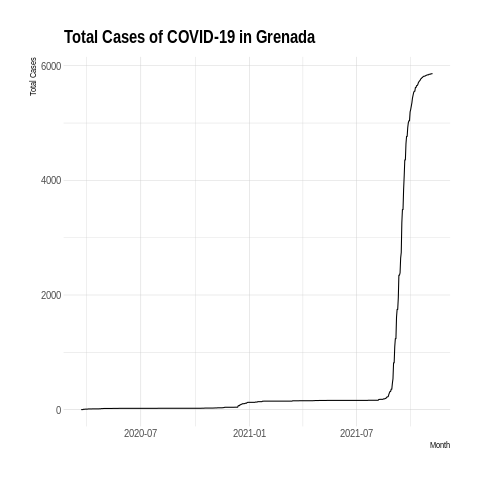 Total Cases of COVID-19 in Grenada
Total Cases
6000
4000
2000
0
2020-07 2021-01 2021-07
Month